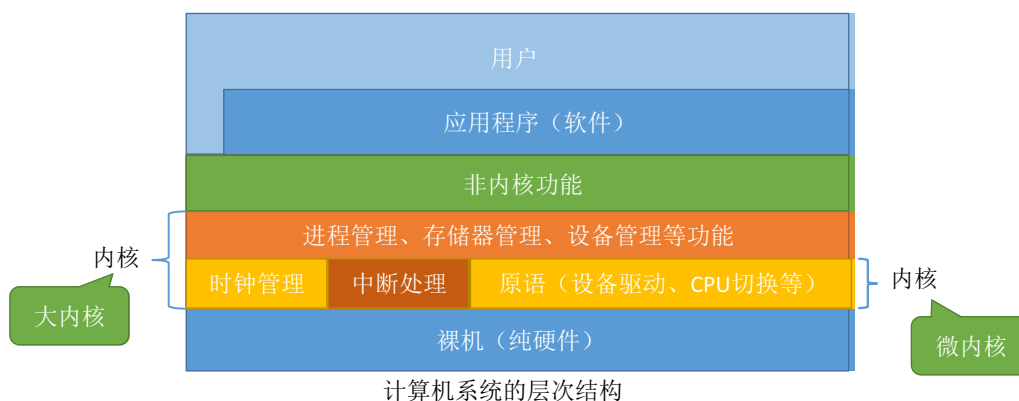 用户
应用程序（软件）
非内核功能
进程管理、存储器管理、设备管理等功能
内核
时钟管理
中断处理
原语（设备驱动、CPU切换等）
内核
大内核
裸机（纯硬件）
微内核
计算机系统的层次结构